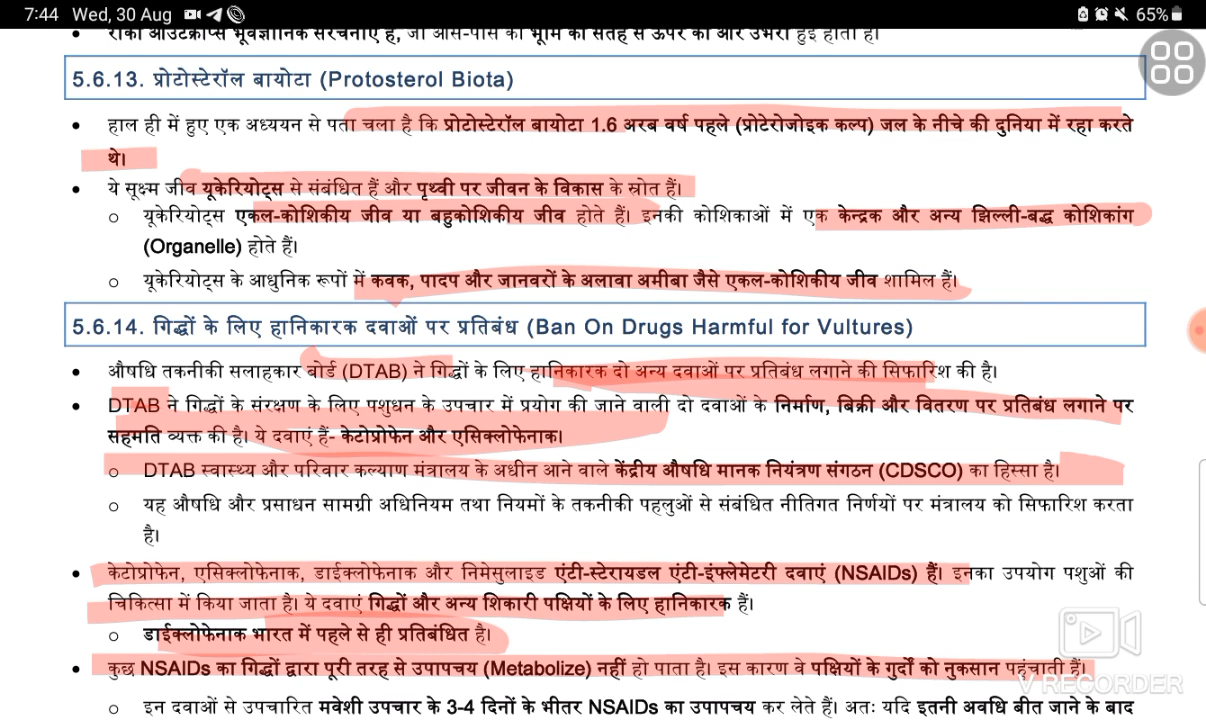 7:44 Wed, 30 Aug 65%
• रॉकी आउटक्रॉप्स भूवैज्ञानिक संरचनाएं हैं, जो आस-पास की भूमि की सतह से ऊपर की ओर उभरी हुई होती हैं।
5.6.13. प्रोटोस्टेरॉल बायोटा (Protosterol Biota)
• हाल ही में हुए एक अध्ययन से पता चला है कि प्रोटोस्टेरॉल बायोटा 1.6 अरब वर्ष पहले (प्रोटेरोजोइक कल्प) जल के नीचे की दुनिया में रहा करते
थे।
• ये सूक्ष्म जीव यूकेरियोट्स से संबंधित हैं और पृथ्वी पर जीवन के विकास के स्रोत हैं।
o यूकेरियोट्स एकल-कोशिकीय जीव या बहुकोशिकीय जीव होते हैं। इनकी कोशिकाओं में एक केन्द्रक और अन्य झिल्ली-बद्ध कोशिकांग
(Organelle) होते हैं।
o यूकेरियोट्स के आधुनिक रूपों में कवक, पादप और जानवरों के अलावा अमीबा जैसे एकल-कोशिकीय जीव शामिल हैं।
5.6.14. गिद्धों के लिए हानिकारक दवाओं पर प्रतिबंध (Ban On Drugs Harmful for Vultures)
• औषधि तकनीकी सलाहकार बोर्ड (DTAB) ने गिद्धों के लिए हानिकारक दो अन्य दवाओं पर प्रतिबंध लगाने की सिफारिश की है।
• DTAB ने गिद्धों के संरक्षण के लिए पशुधन के उपचार में प्रयोग की जाने वाली दो दवाओं के निर्माण, बिक्री और वितरण पर प्रतिबंध लगाने पर
सहमति व्यक्त की है। ये दवाएं हैं- केटोप्रोफेन और एसिक्लोफेनाक।
o DTAB स्वास्थ्य और परिवार कल्याण मंत्रालय के अधीन आने वाले केंद्रीय औषधि मानक नियंत्रण संगठन (CDSCO) का हिस्सा है।
o यह औषधि और प्रसाधन सामग्री अधिनियम तथा नियमों के तकनीकी पहलुओं से संबंधित नीतिगत निर्णयों पर मंत्रालय को सिफारिश करता
है।
• केटोप्रोफेन, एसिक्लोफेनाक, डाईक्लोफेनाक और निमेसुलाइड एंटी-स्टेरायडल एंटी-इंफ्लेमेटरी दवाएं (NSAIDs) हैं। इनका उपयोग पशुओं की
चिकित्सा में किया जाता है। ये दवाएं गिद्धों और अन्य शिकारी पक्षियों के लिए हानिकारक हैं।
o डाईक्लोफेनाक भारत में पहले से ही प्रतिबंधित है।
• कुछ NSAIDs का गिद्धों द्वारा पूरी तरह से उपापचय (Metabolize) नहीं हो पाता है। इस कारण वे पक्षियों के गुर्दों को नुकसान पहुंचाती हैं।
V RECORDER
o इन दवाओं से उपचारित मवेशी उपचार के 3-4 दिनों के भीतर NSAIDs का उपापचय कर लेते हैं। अतः यदि इतनी अवधि बीत जाने के बाद